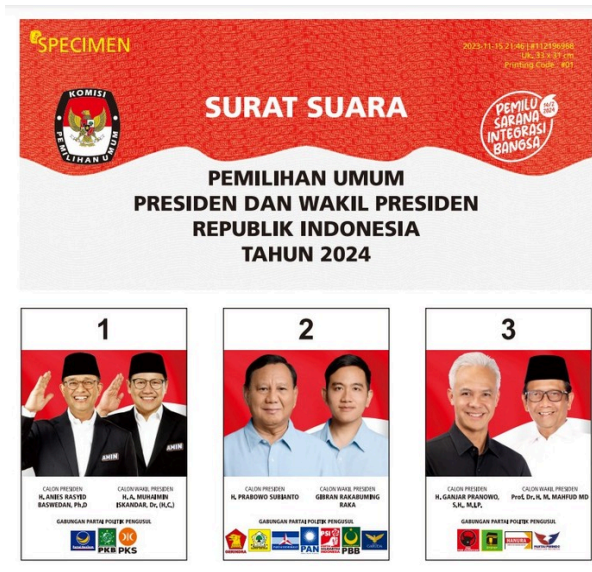 SPECIMEN
2023-11-15 21:46 | #112196968
Uk. 33 x 31 cm
Printing Code : #01
KOMISI
PEMILIHAN UMUM
SURAT SUARA
PEMILU
SARANA
INTEGRASI
BANGSA
PEMILIHAN UMUM
PRESIDEN DAN WAKIL PRESIDEN
REPUBLIK INDONESIA
TAHUN 2024
1
AMIN
AMIN
CALON PRESIDEN
H. ANIES RASYID
BASWEDAN, Ph,D
CALON WAKIL PRESIDEN
H, A, MUHAIMIN
ISKANDAR, Dr, (H,C,)
GABUNGAN PARTAI POLITIK PENGUSUL
PKB
PKS
2
CALON PRESIDEN
H. PRABOWO SUBIANTO
CALON WAKIL PRESIDEN
GIBRAN RAKABUMING
RAKA
GABUNGAN PARTAI POLITIK PENGUSUL
GERINDRA
PAN
PSI
PBB
3
CALON PRESIDEN
H. GANJAR PRANOWO,
S,H,, M,I,P,
CALON WAKIL PRESIDEN
Prof, Dr, H, M, MAHFUD MD
GABUNGAN PARTAI POLITIK PENGUSUL
HANURA